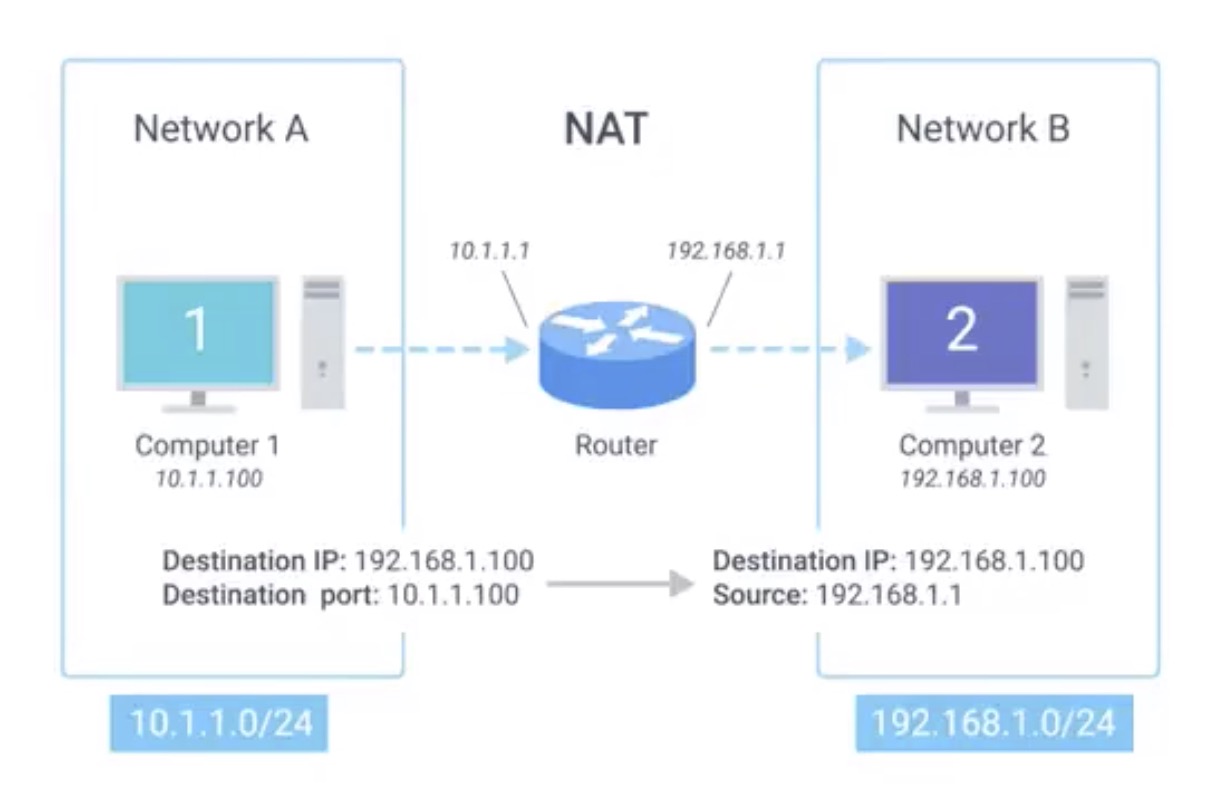 Network A
NAT
Network B
10.1.1.1
192.168.1.1
1
2
Computer 1
10.1.1.100
Router
Computer 2
192.168.1.100
Destination IP: 192.168.1.100
Destination port: 10.1.1.100
Destination IP: 192.168.1.100
Source: 192.168.1.1
10.1.1.0/24
192.168.1.0/24